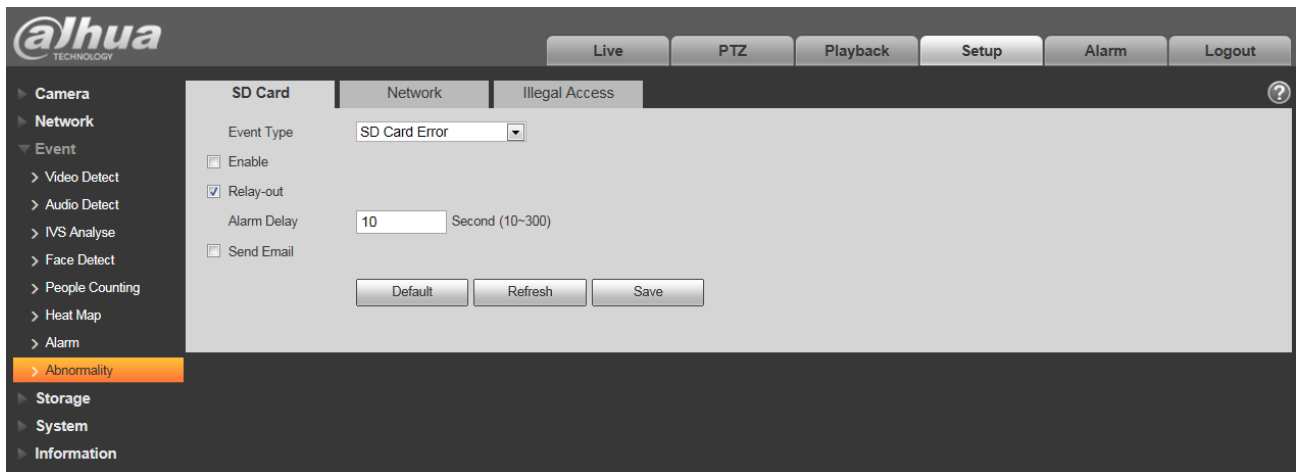 alhua
TECHNOLOGY
Live PTZ Playback Setup Alarm Logout
Camera
Network
Event
Video Detect
Audio Detect
IVS Analyse
Face Detect
People Counting
Heat Map
Alarm
Abnormality
Storage
System
Information
SD Card Network Illegal Access
?
Event Type SD Card Error
Enable
Relay-out
Alarm Delay 10 Second (10~300)
Send Email
Default Refresh Save